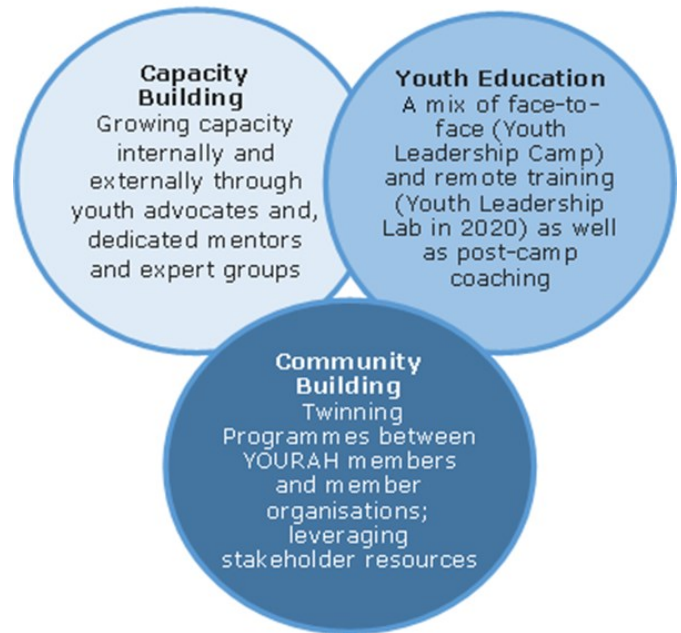 Capacity
Building
Growing capacity
internally and
externally through
youth advocates and,
dedicated mentors
and expert groups
Youth Education
A mix of face-to-
face (Youth
Leadership Camp)
and remote training
(Youth Leadership
Lab in 2020) as well
as post-camp
coaching
Community
Building
Twinning
Programmes between
YOURAH members
and member
organisations;
leveraging
stakeholder resources